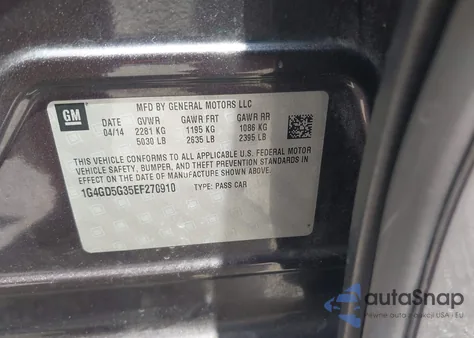 GM
MFD BY GENERAL MOTORS LLC
DATE GVWR GAWR FRT GAWR RR
04/14 2281 KG 1195 KG 1086 KG
5030 LB 2635 LB 2395 LB
THIS VEHICLE CONFORMS TO ALL APPLICABLE U.S. FEDERAL MOTOR
VEHICLE SAFETY, BUMPER, AND THEFT PREVENTION STANDARDS IN
EFFECT ON THE DATE OF MANUFACTURE SHOWN ABOVE.
1G4GD5G35EF270910 TYPE: PASS CAR
autoSnap
USA - EU